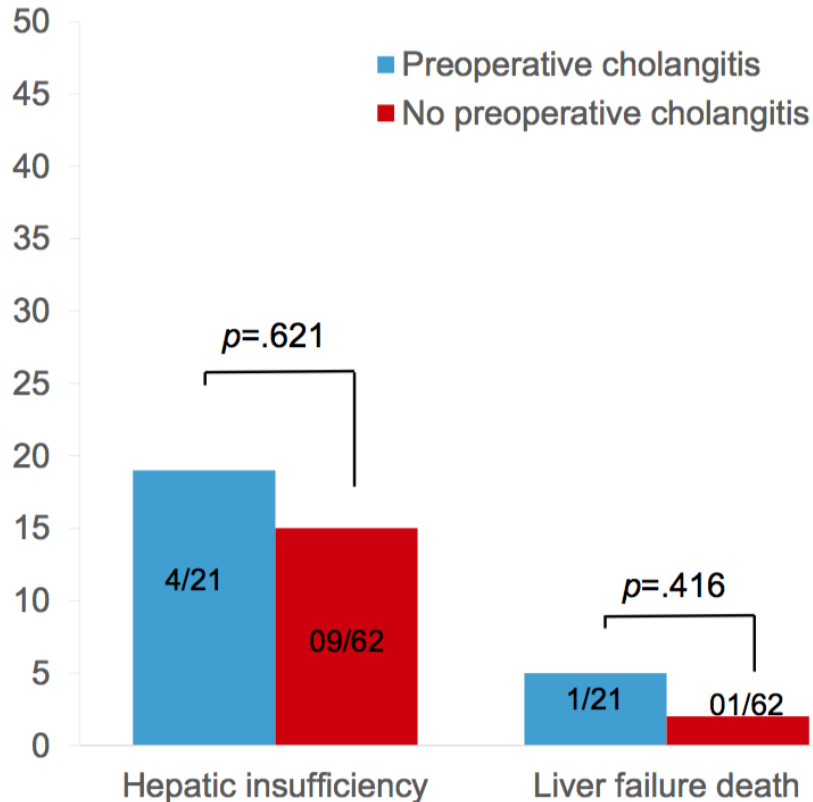 50
45
40
35
30
25
20
15
10
5
0
Preoperative cholangitis
No preoperative cholangitis
p=.621
4/21
09/62
p=.416
1/21
01/62
Hepatic insufficiency
Liver failure death